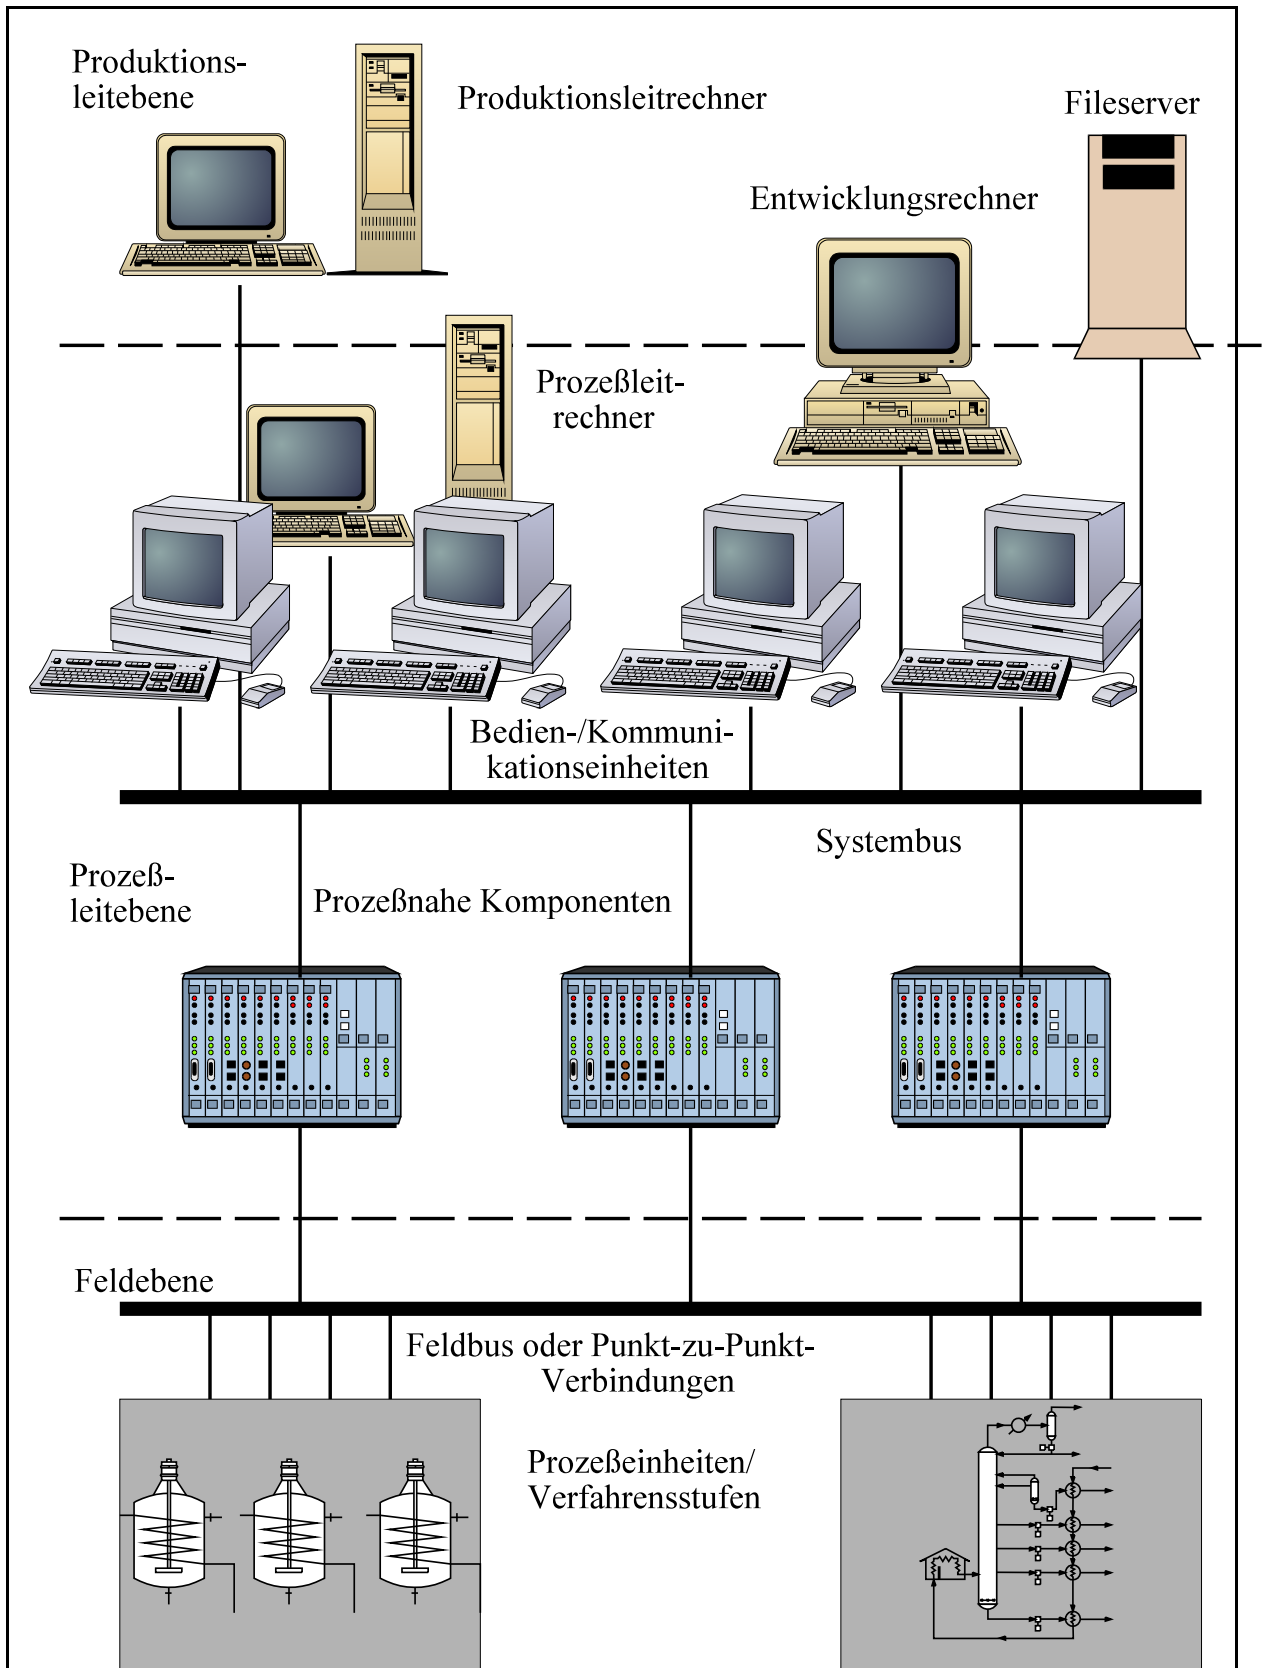 Produktions-
leitebene
Produktionsleitrechner
Fileserver
Entwicklungsrechner
Prozeßleit-
rechner
Bedien-/Kommuni-
kationseinheiten
Systembus
Prozeß-
leitebene
Prozeßnahe Komponenten
Feldebene
Feldbus oder Punkt-zu-Punkt-
Verbindungen
Prozeßeinheiten/
Verfahrensstufen